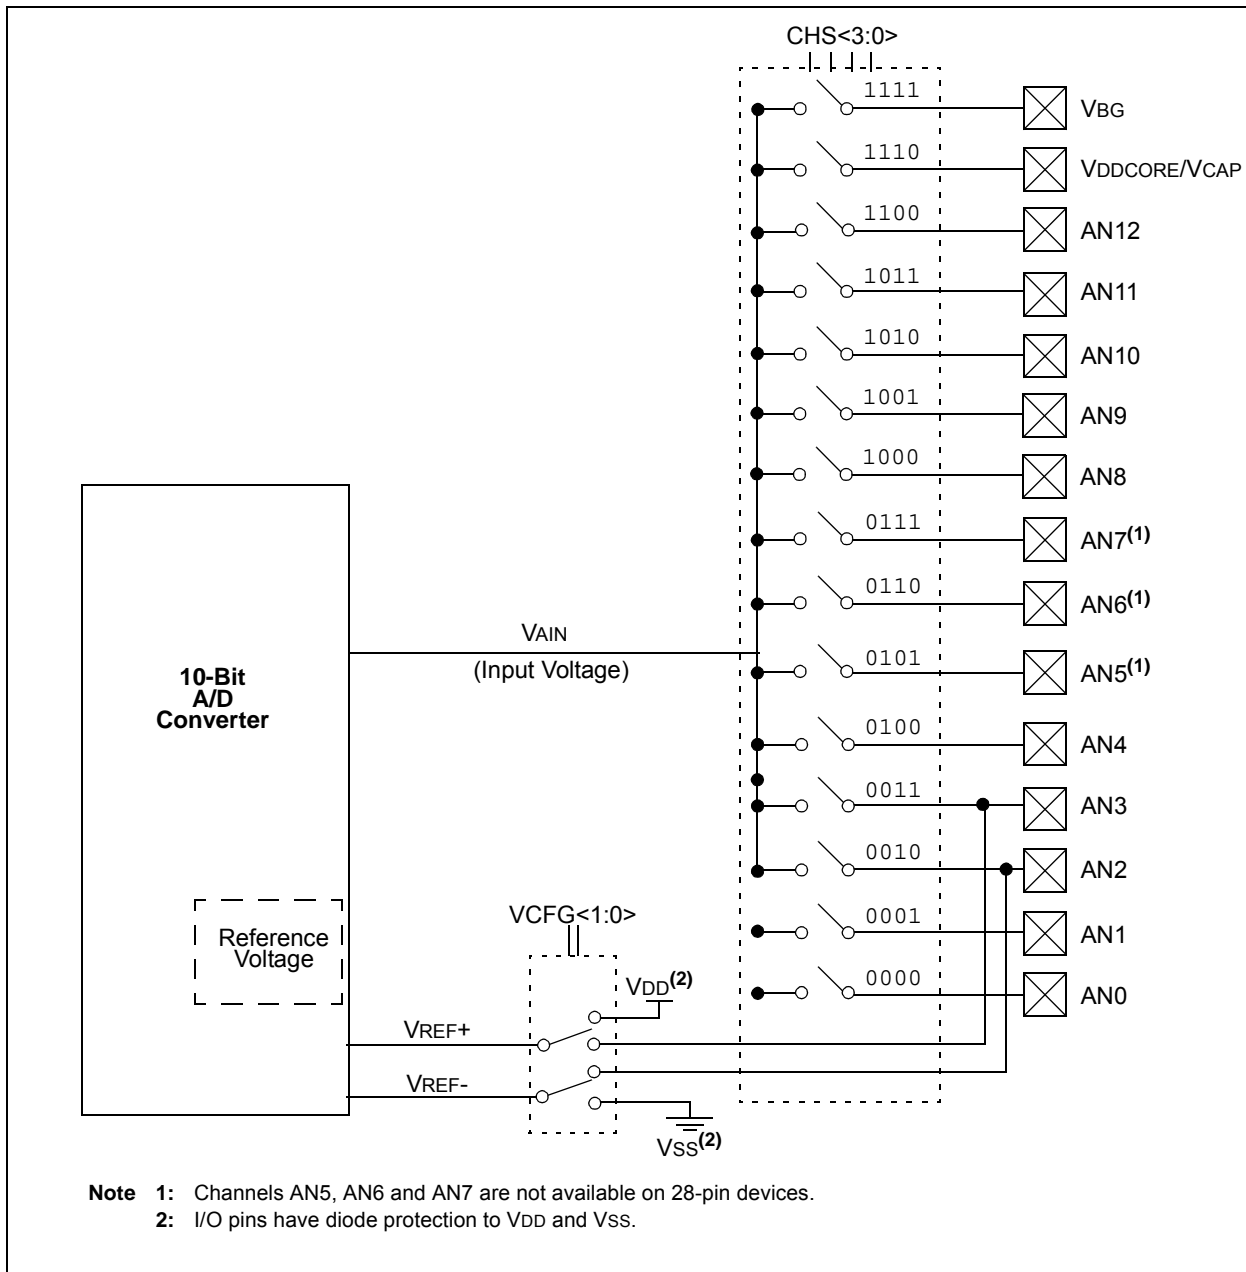 CHS<3:0>
1111
VBG
1110
VDDCORE/VCAP
1100
AN12
1011
AN11
1010
AN10
1001
AN9
1000
AN8
0111
AN7(1)
0110
AN6(1)
VAIN
(Input Voltage)
0101
AN5(1)
10-Bit
A/D
Converter
0100
AN4
0011
AN3
0010
AN2
VCFG<1:0>
0001
AN1
Reference
Voltage
VDD(2)
0000
AN0
VREF+
VREF-
VSS(2)
Note 1: Channels AN5, AN6 and AN7 are not available on 28-pin devices.
2: I/O pins have diode protection to VDD and VSS.